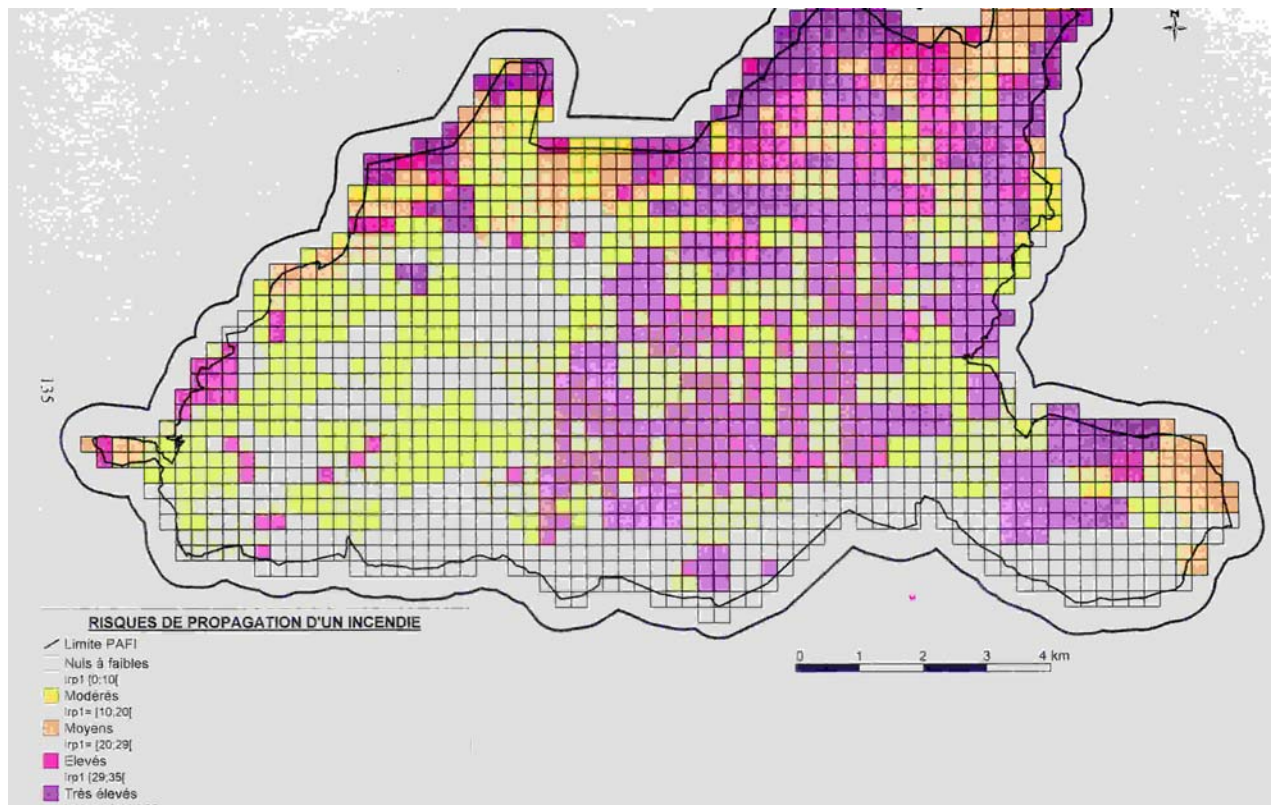 N
135
RISQUES DE PROPAGATION D'UN INCENDIE
Limite PAFI
Nuls à faibles
Irp1 [0;10[
Modérés
Irp1= [10;20[
Moyens
Irp1= [20;29[
Elevés
Irp1 [29;35[
Très élevés
0 1 2 3 4 km